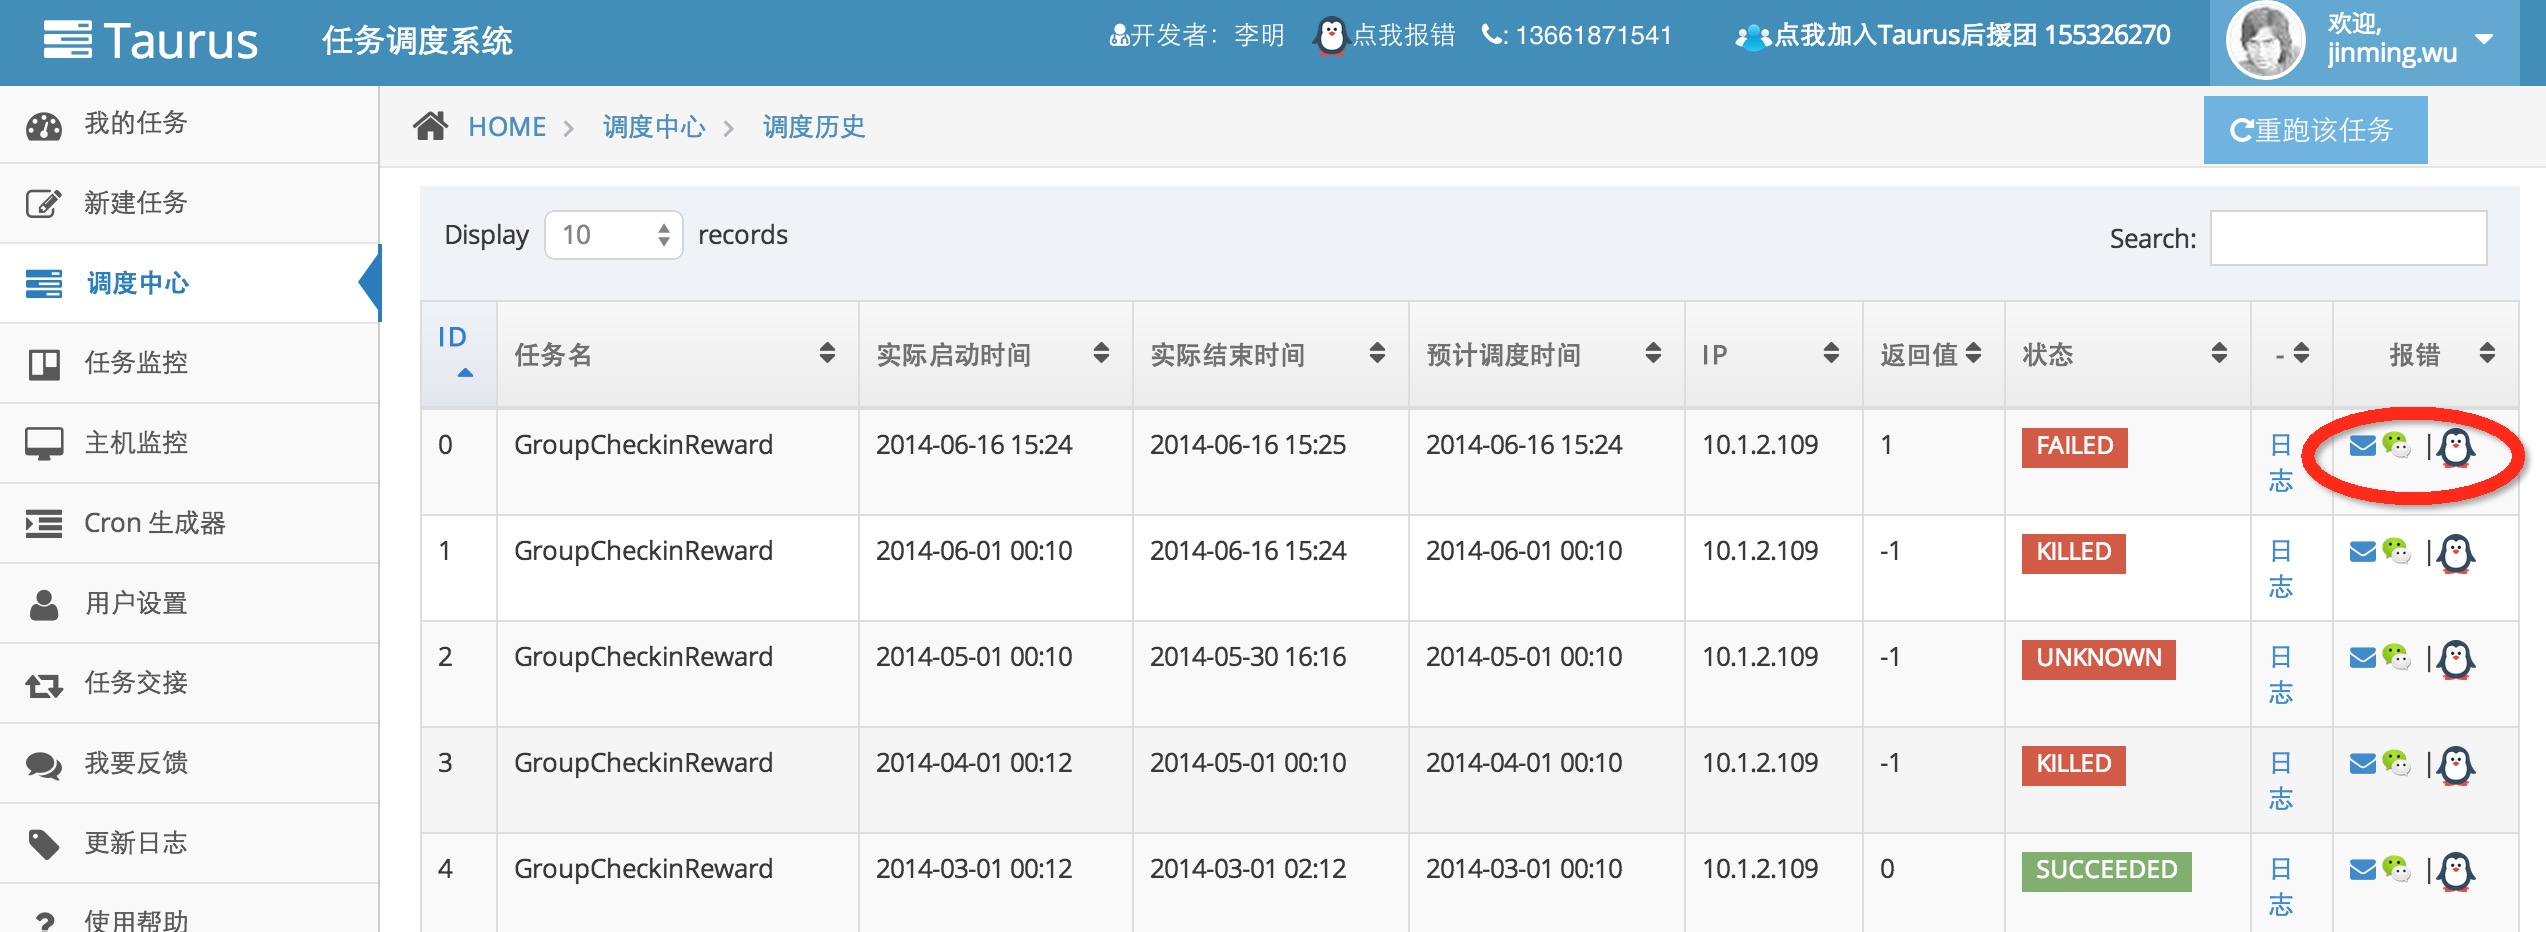 Taurus 任务调度系统 开发者：李明 点我报错 : 13661871541 点我加入Taurus后援团 155326270 欢迎,
jinming.wu
我的任务
新建任务
调度中心
任务监控
主机监控
Cron 生成器
用户设置
任务交接
我要反馈
更新日志
使用帮助
HOME 调度中心 调度历史 重跑该任务
Display 10 records Search:
ID 任务名 实际启动时间 实际结束时间 预计调度时间 IP 返回值 状态 - 报错
0 GroupCheckinReward 2014-06-16 15:24 2014-06-16 15:25 2014-06-16 15:24 10.1.2.109 1 FAILED 日志 |
1 GroupCheckinReward 2014-06-01 00:10 2014-06-16 15:24 2014-06-01 00:10 10.1.2.109 -1 KILLED 日志 |
2 GroupCheckinReward 2014-05-01 00:10 2014-05-30 16:16 2014-05-01 00:10 10.1.2.109 -1 UNKNOWN 日志 |
3 GroupCheckinReward 2014-04-01 00:12 2014-05-01 00:10 2014-04-01 00:10 10.1.2.109 -1 KILLED 日志 |
4 GroupCheckinReward 2014-03-01 00:12 2014-03-01 02:12 2014-03-01 00:10 10.1.2.109 0 SUCCEEDED 日志 |